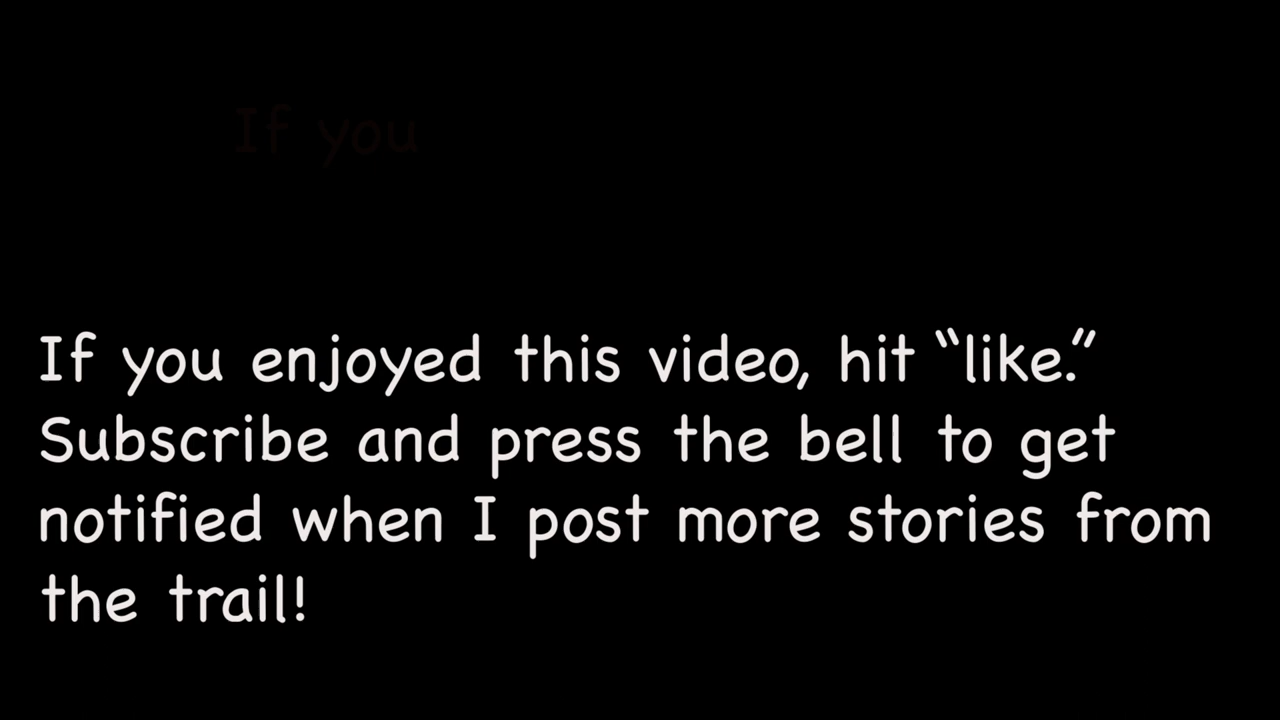 If you
If you enjoyed this video, hit “like.”
Subscribe and press the bell to get
notified when I post more stories from
the trail!